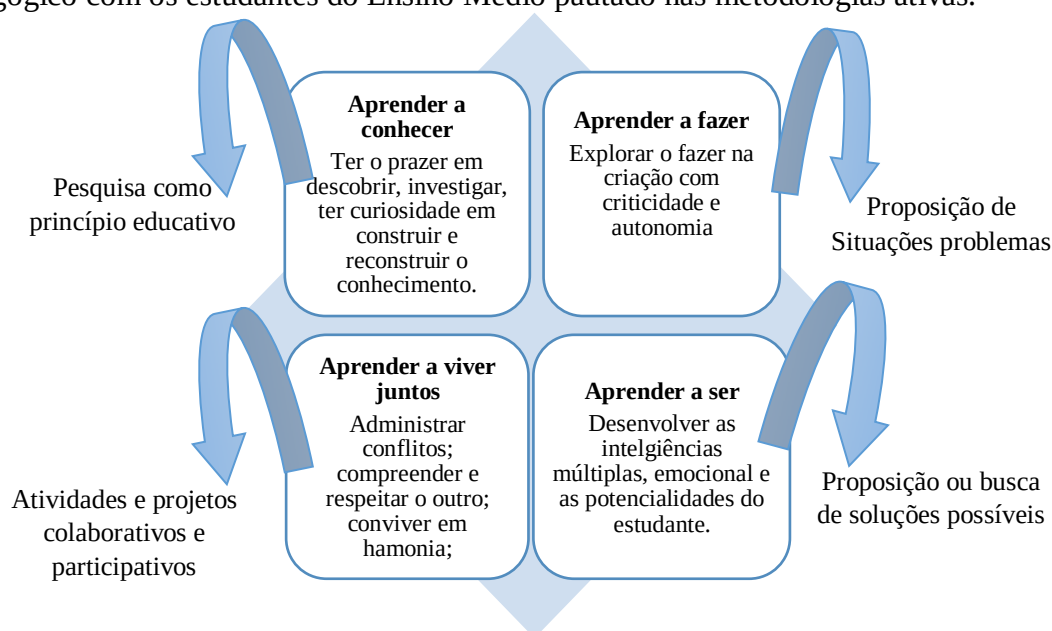 gógico com os estudantes do Ensino Médio pautado nas metodologias ativas.
Aprender a
conhecer
Ter o prazer em
descobrir, investigar,
ter curiosidade em
construir e
reconstruir o
conhecimento.
Aprender a fazer
Explorar o fazer na
criação com
criticidade e
autonomia
Pesquisa como
princípio educativo
Proposição de
Situações problemas
Aprender a viver
juntos
Administrar
conflitos;
compreender e
respeitar o outro;
conviver em
hamonia;
Aprender a ser
Desenvolver as
intelgiências
múltiplas, emocional e
as potencialidades do
estudante.
Atividades e projetos
colaborativos e
participativos
Proposição ou busca
de soluções possíveis